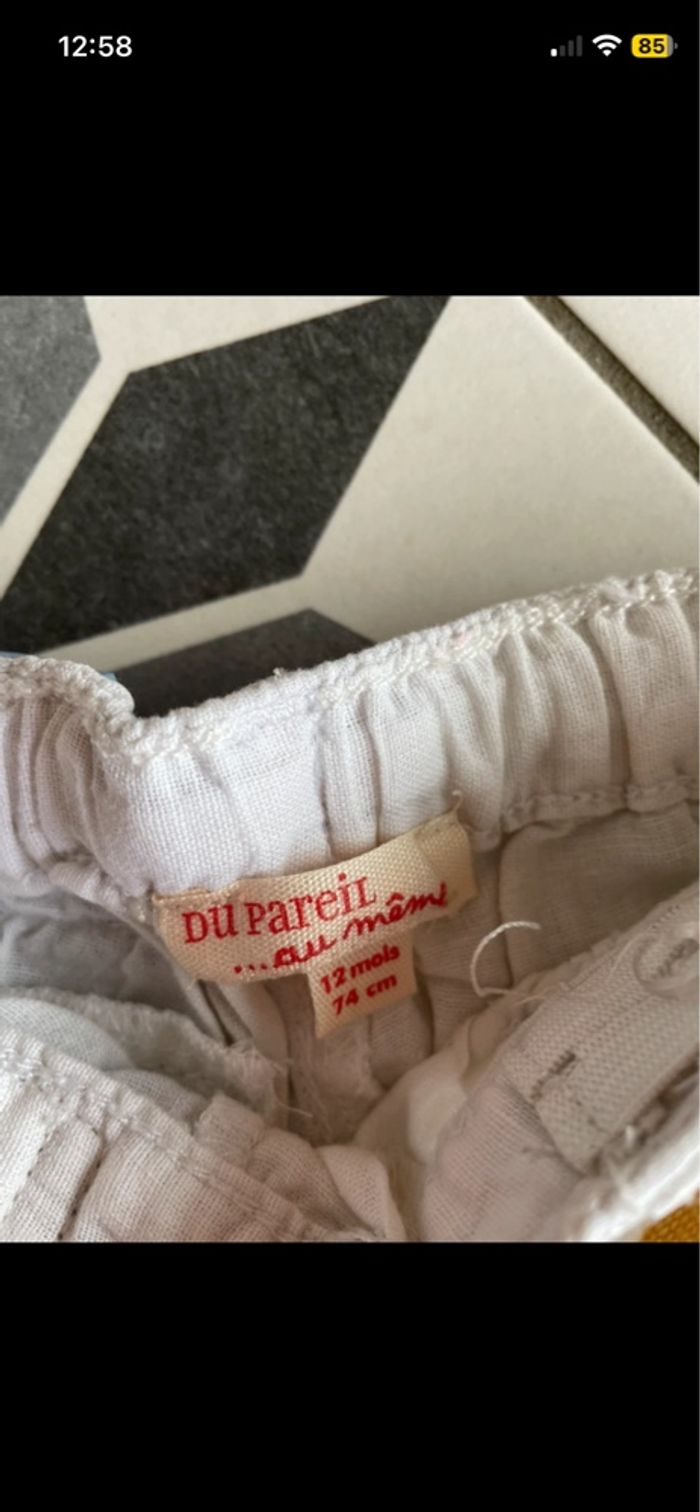 12:58
85
DU PareiL
...au même
12 mois
74 cm